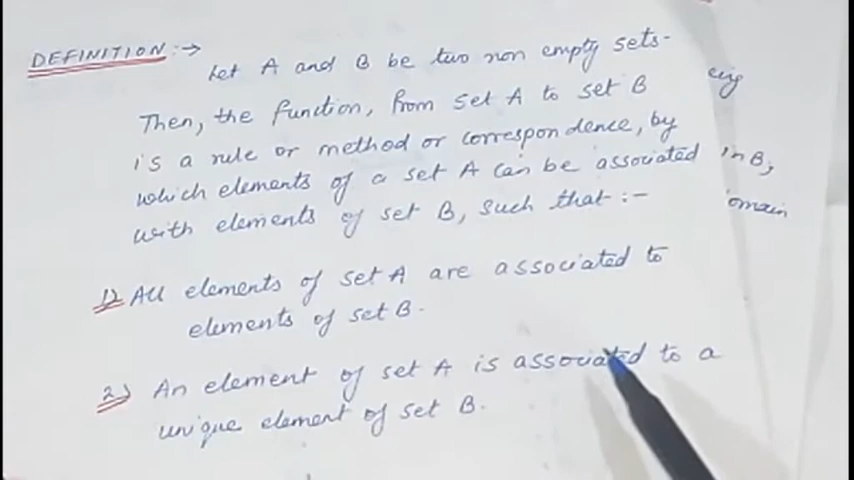 DEFINITION :→
Let A and B be two non empty sets.
Then, the function, from set A to set B
is a rule or method or correspondence, by
which elements of a set A can be associated
with elements of set B, such that :-
1) All elements of set A are associated to
elements of set B.
2) An element of set A is associated to a
unique element of set B.
in B,
omain